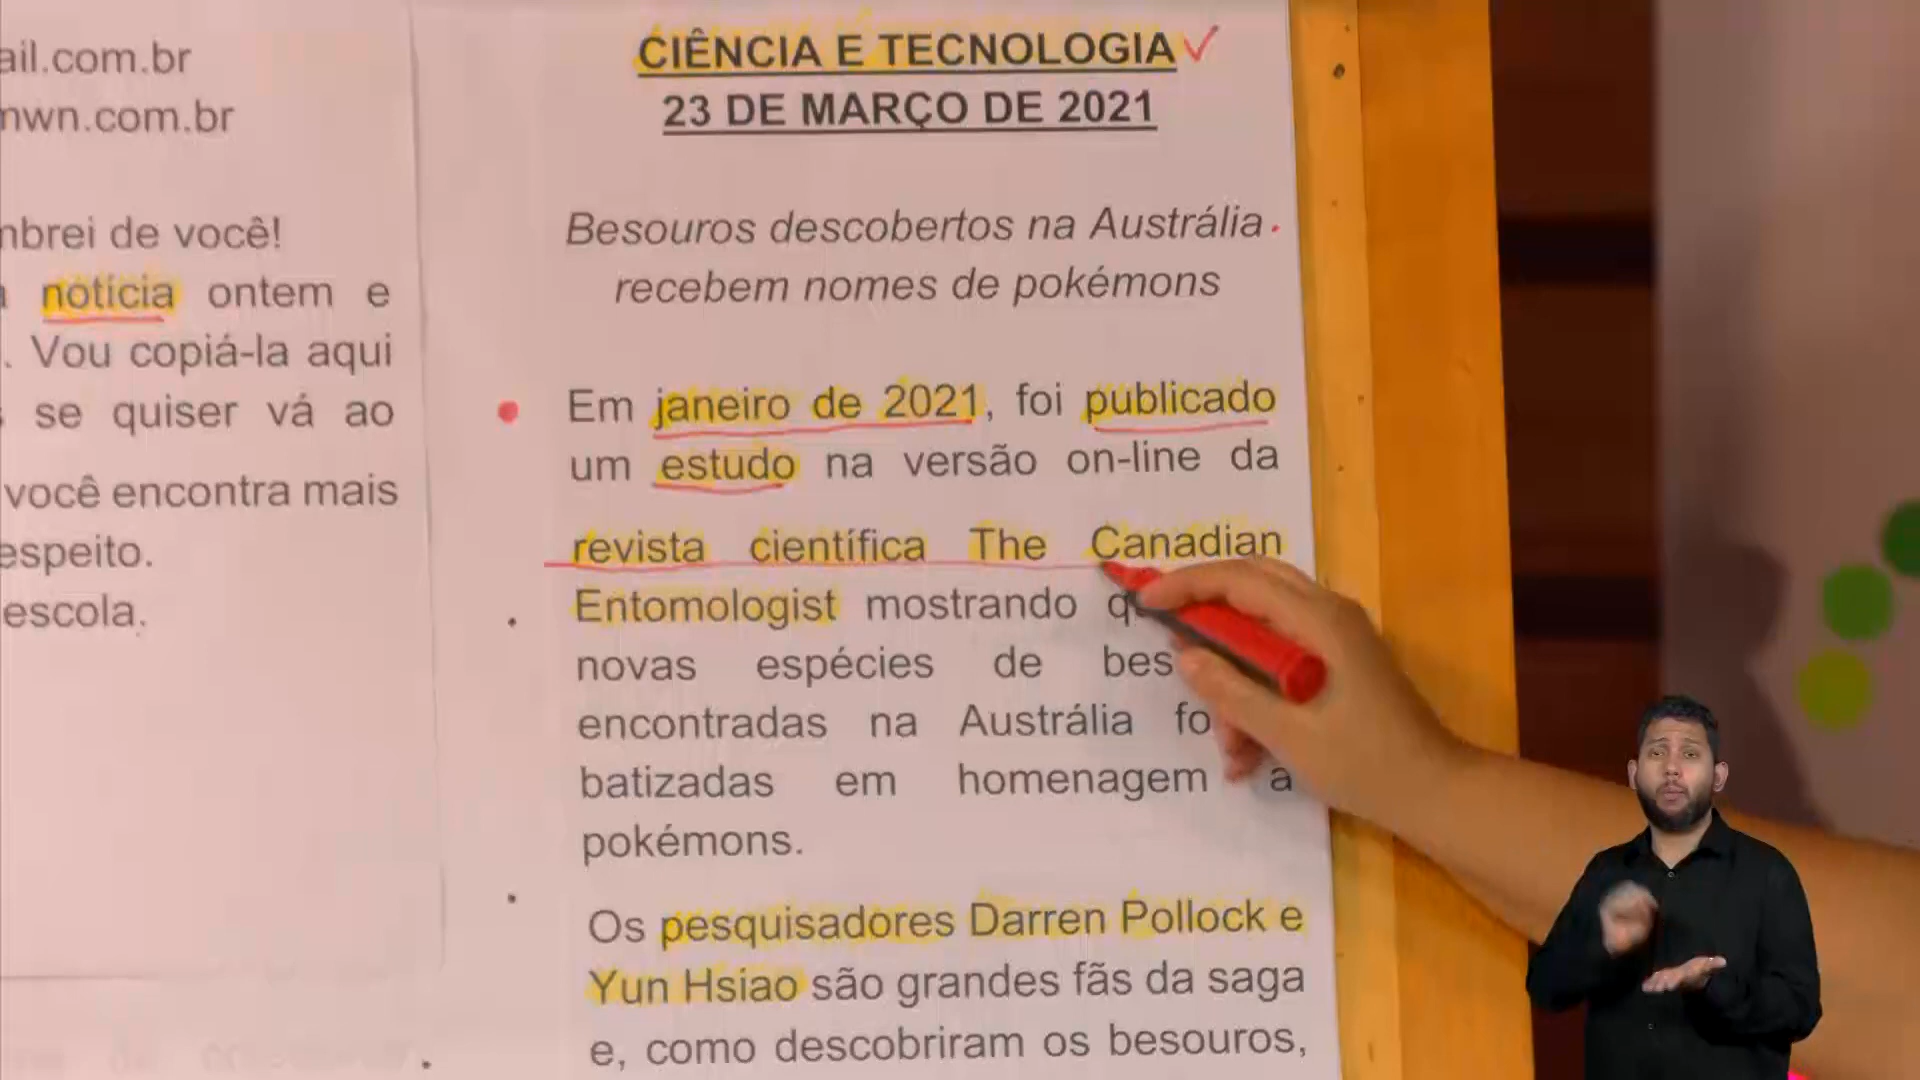 ail.com.br
nwn.com.br
mbrei de você!
notícia ontem e
. Vou copiá-la aqui
se quiser vá ao
você encontra mais
espeito.
escola.
CIÊNCIA E TECNOLOGIA
23 DE MARÇO DE 2021
Besouros descobertos na Austrália
recebem nomes de pokémons
Em janeiro de 2021, foi publicado
um estudo na versão on-line da
revista científica The Canadian
Entomologist mostrando
novas espécies de bes
encontradas na Austrália fo
batizadas em homenagem a
pokémons.
Os pesquisadores Darren Pollock e
Yun Hsiao são grandes fãs da saga
e, como descobriram os besouros,